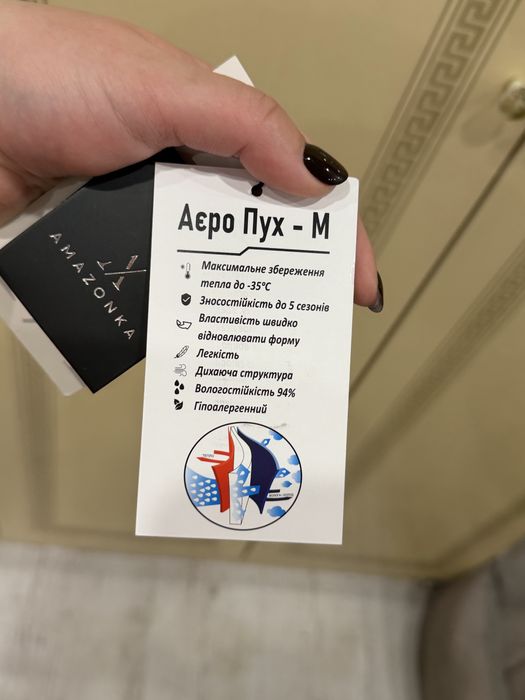 Аєро Пух - М
Максимальне збереження
тепла до -35°С
Зносостійкість до 5 сезонів
Властивість швидко
відновлювати форму
Легкість
Дихаюча структура
Вологостійкість 94%
Гіпоалергенний
AMAZONKA